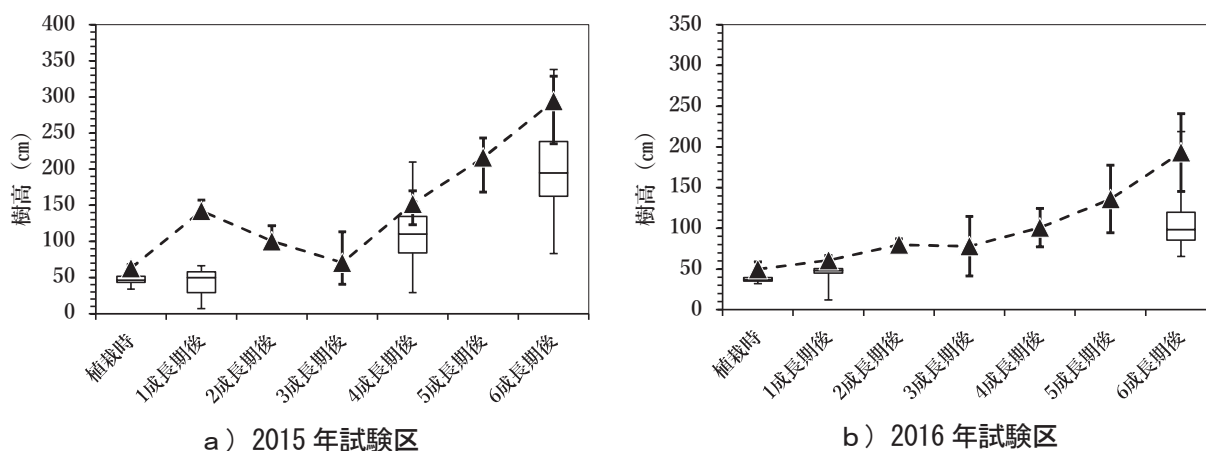 400
350
300
250
200
150
100
50
0
樹高（㎝）
植栽時
1成長期後
2成長期後
3成長期後
4成長期後
5成長期後
6成長期後
ａ）2015 年試験区
350
300
250
200
150
100
50
0
樹高（㎝）
植栽時
1成長期後
2成長期後
3成長期後
4成長期後
5成長期後
6成長期後
ｂ）2016 年試験区